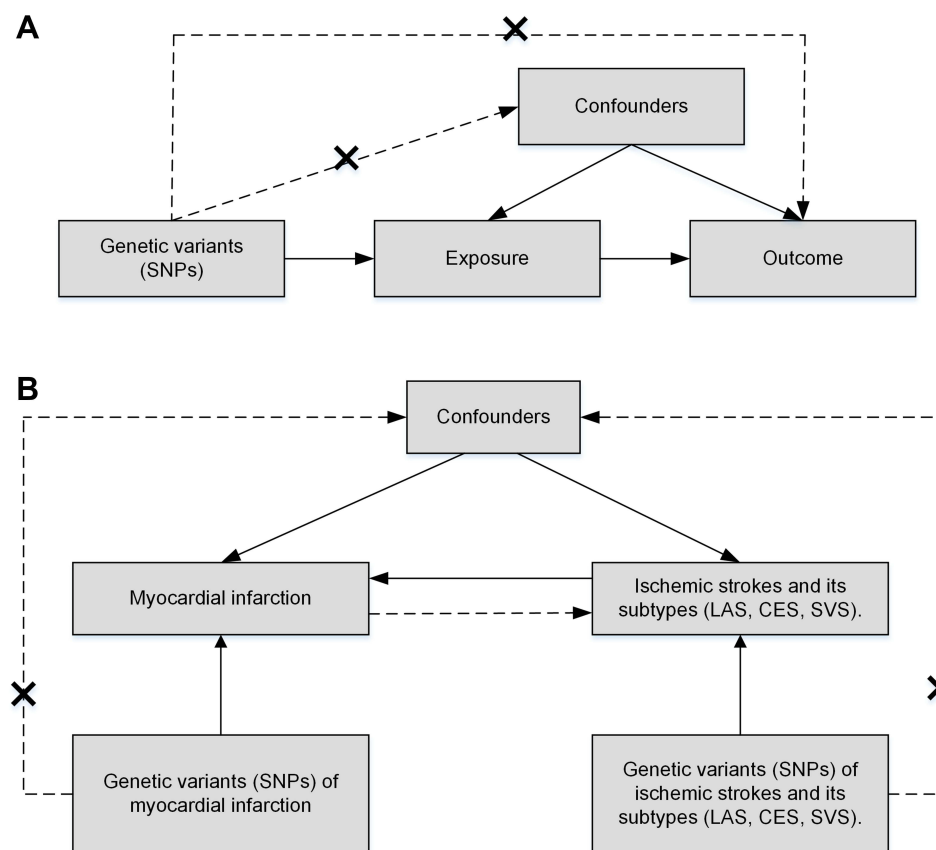 A
Confounders
Genetic variants
(SNPs)
Exposure
Outcome
B
Confounders
Myocardial infarction
Ischemic strokes and its
subtypes (LAS, CES, SVS).
Genetic variants (SNPs) of
myocardial infarction
Genetic variants (SNPs) of
ischemic strokes and its
subtypes (LAS, CES, SVS).